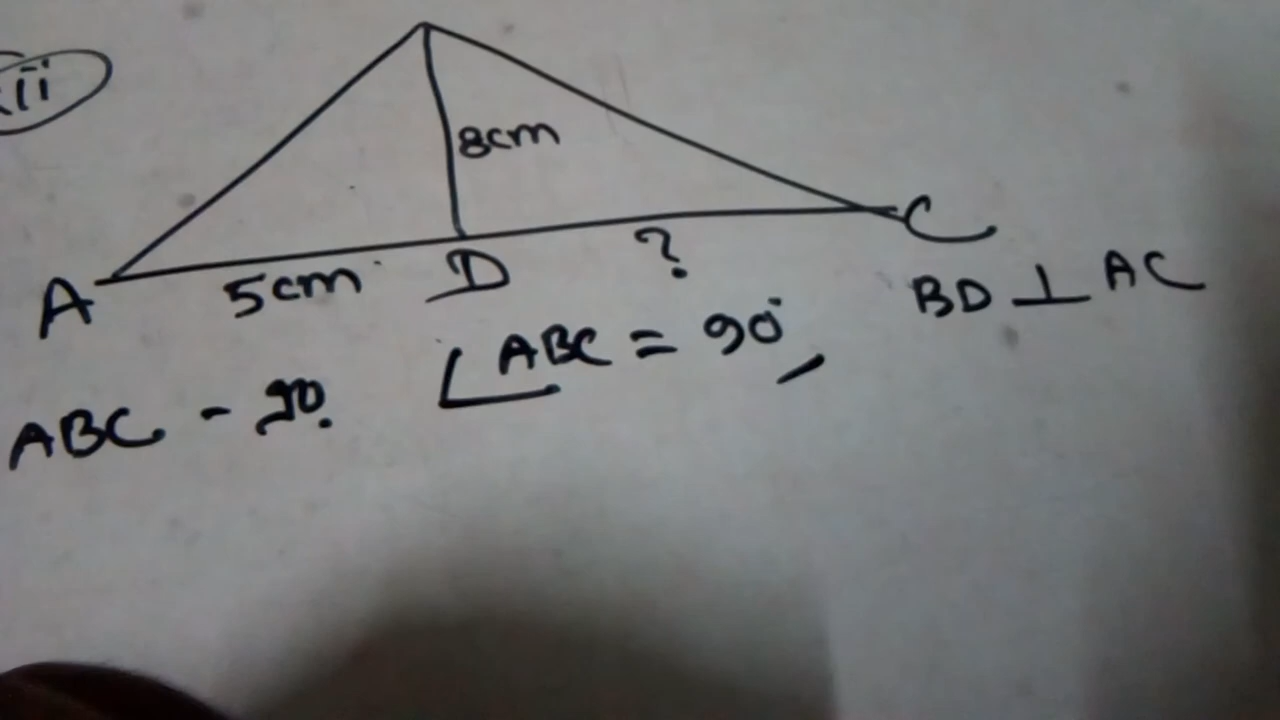 ii
8cm
C
A 5cm D ?
BD ⊥ AC
∠ABC = 90°,
ABC - 90.